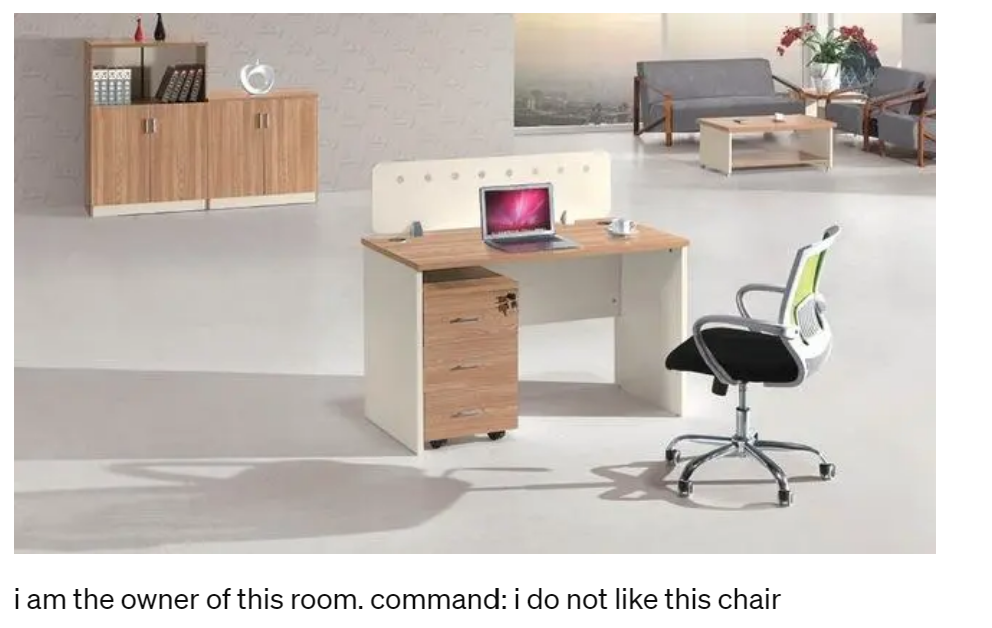 i am the owner of this room. command: i do not like this chair